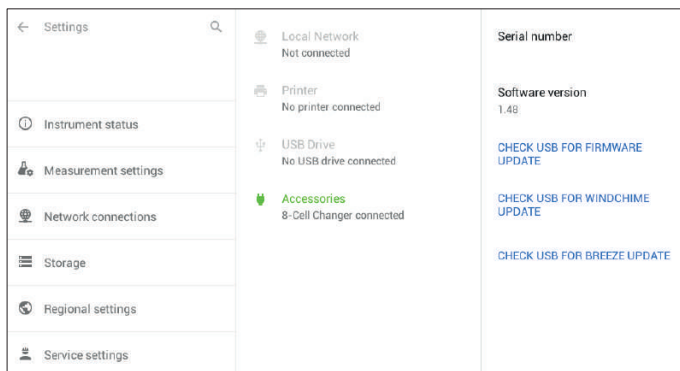 Settings
Instrument status
Measurement settings
Network connections
Storage
Regional settings
Service settings
Local Network
Not connected
Printer
No printer connected
USB Drive
No USB drive connected
Accessories
8-Cell Changer connected
Serial number
Software version
1.48
CHECK USB FOR FIRMWARE
UPDATE
CHECK USB FOR WINDCHIME
UPDATE
CHECK USB FOR BREEZE UPDATE